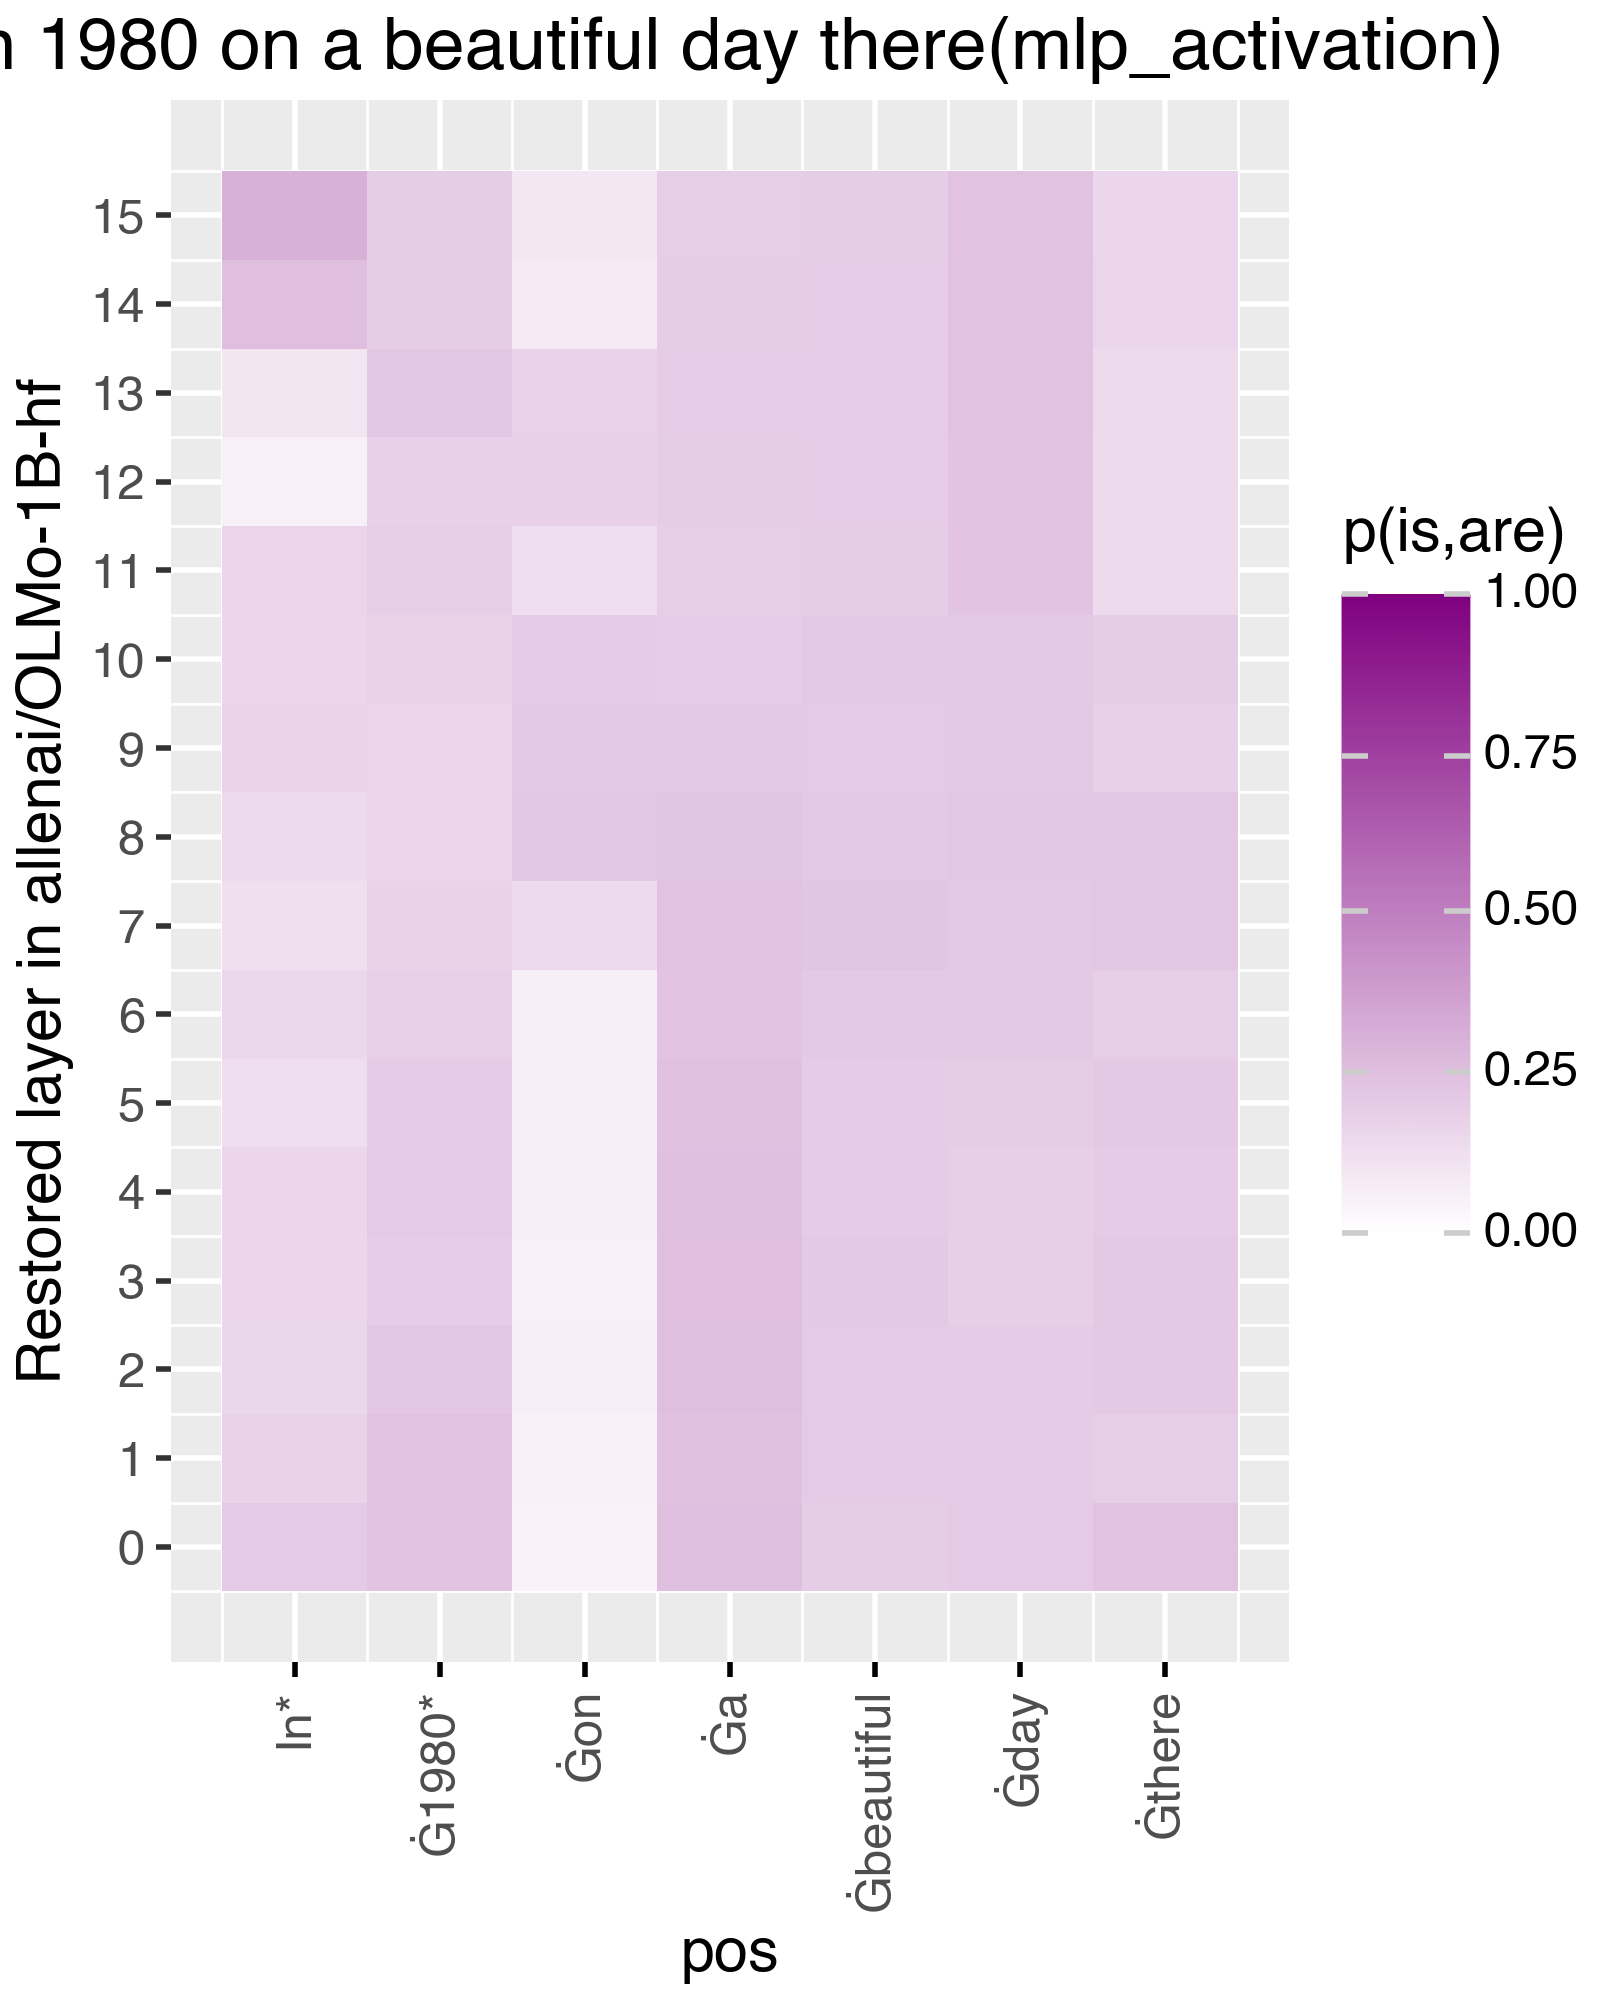 1980 on a beautiful day there(mlp_activation)
Restored layer in allenai/OLMo-1B-hf
15
14
13
12
11
10
9
8
7
6
5
4
3
2
1
0
In*
Ġ1980*
Ġon
Ġa
Ġbeautiful
Ġday
Ġthere
pos
p(is,are)
1.00
0.75
0.50
0.25
0.00